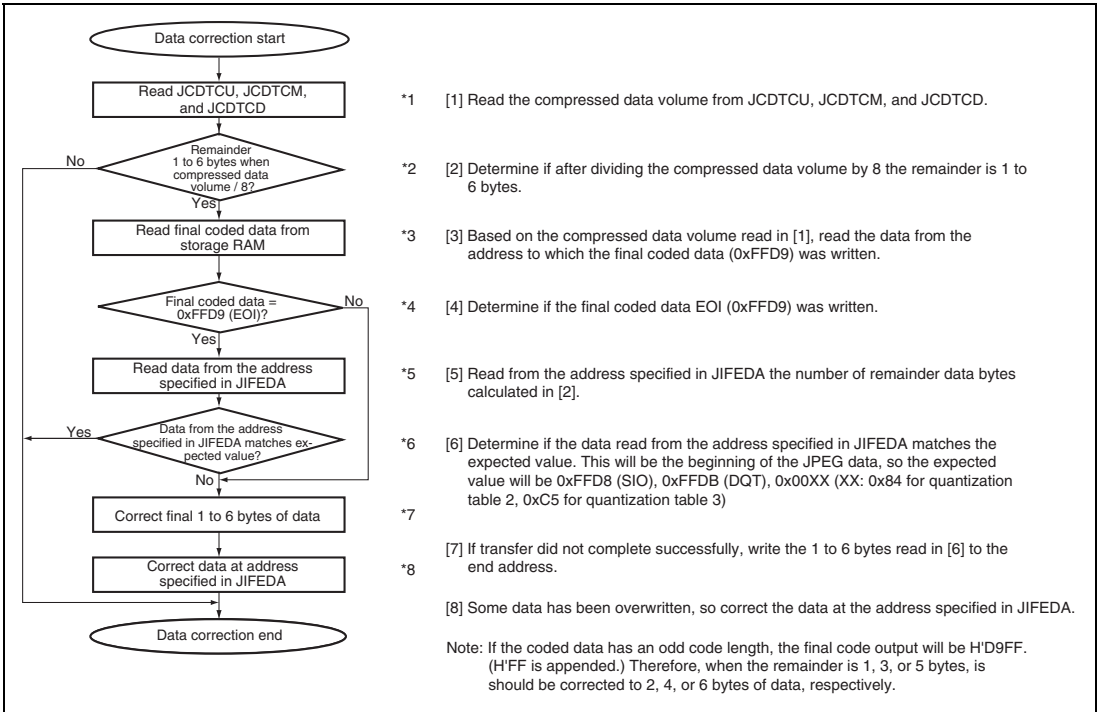 Data correction start
Read JCDTCU, JCDTCM,
and JCDTCD
*1 [1] Read the compressed data volume from JCDTCU, JCDTCM, and JCDTCD.
Remainder
1 to 6 bytes when
compressed data
volume / 8?
No
Yes
*2 [2] Determine if after dividing the compressed data volume by 8 the remainder is 1 to
6 bytes.
Read final coded data from
storage RAM
*3 [3] Based on the compressed data volume read in [1], read the data from the
address to which the final coded data (0xFFD9) was written.
Final coded data =
0xFFD9 (EOI)?
No
Yes
*4 [4] Determine if the final coded data EOI (0xFFD9) was written.
Read data from the address
specified in JIFEDA
*5 [5] Read from the address specified in JIFEDA the number of remainder data bytes
calculated in [2].
Data from the address
specified in JIFEDA matches ex-
pected value?
Yes
No
*6 [6] Determine if the data read from the address specified in JIFEDA matches the
expected value. This will be the beginning of the JPEG data, so the expected
value will be 0xFFD8 (SIO), 0xFFDB (DQT), 0x00XX (XX: 0x84 for quantization
table 2, 0xC5 for quantization table 3)
Correct final 1 to 6 bytes of data
*7
[7] If transfer did not complete successfully, write the 1 to 6 bytes read in [6] to the
end address.
Correct data at address
specified in JIFEDA
*8
[8] Some data has been overwritten, so correct the data at the address specified in JIFEDA.
Data correction end
Note: If the coded data has an odd code length, the final code output will be H'D9FF.
(H'FF is appended.) Therefore, when the remainder is 1, 3, or 5 bytes, is
should be corrected to 2, 4, or 6 bytes of data, respectively.